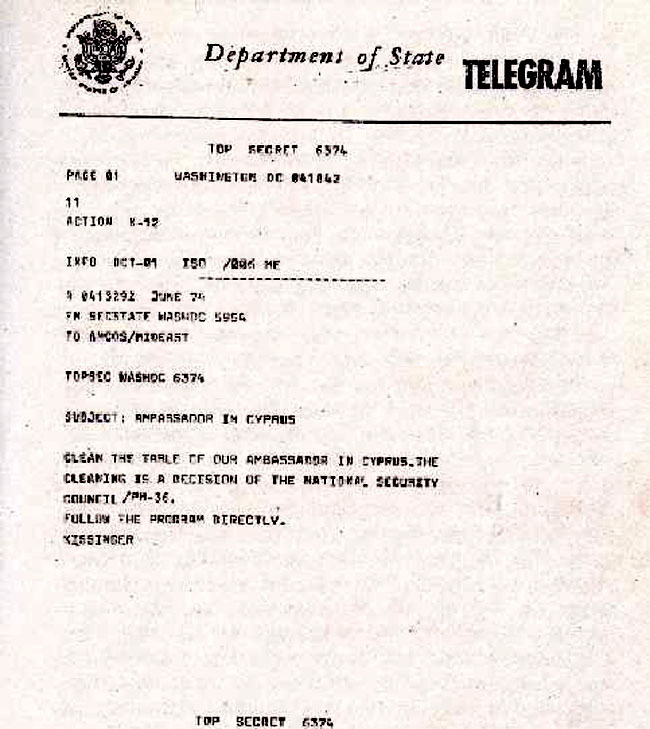 Department of State
TELEGRAM
TOP SECRET 6374
PAGE 01 WASHINGTON DC 041842
11
ACTION K-12
INFO OCT-01 ISO /006 MF
R 041329Z JUNE 74
FM SECSTATE WASHDC 5954
TO AMCOS/MIDEAST
TOPSEC WASHDC 6374
SUBJECT: AMBASSADOR IN CYPRUS
CLEAN THE TABLE OF OUR AMBASSADOR IN CYPRUS.THE
CLEANING IS A DECISION OF THE NATIONAL SECURITY
COUNCIL/PM-36.
FOLLOW THE PROGRAM DIRECTLY.
KISSINGER
TOP SECRET 6374